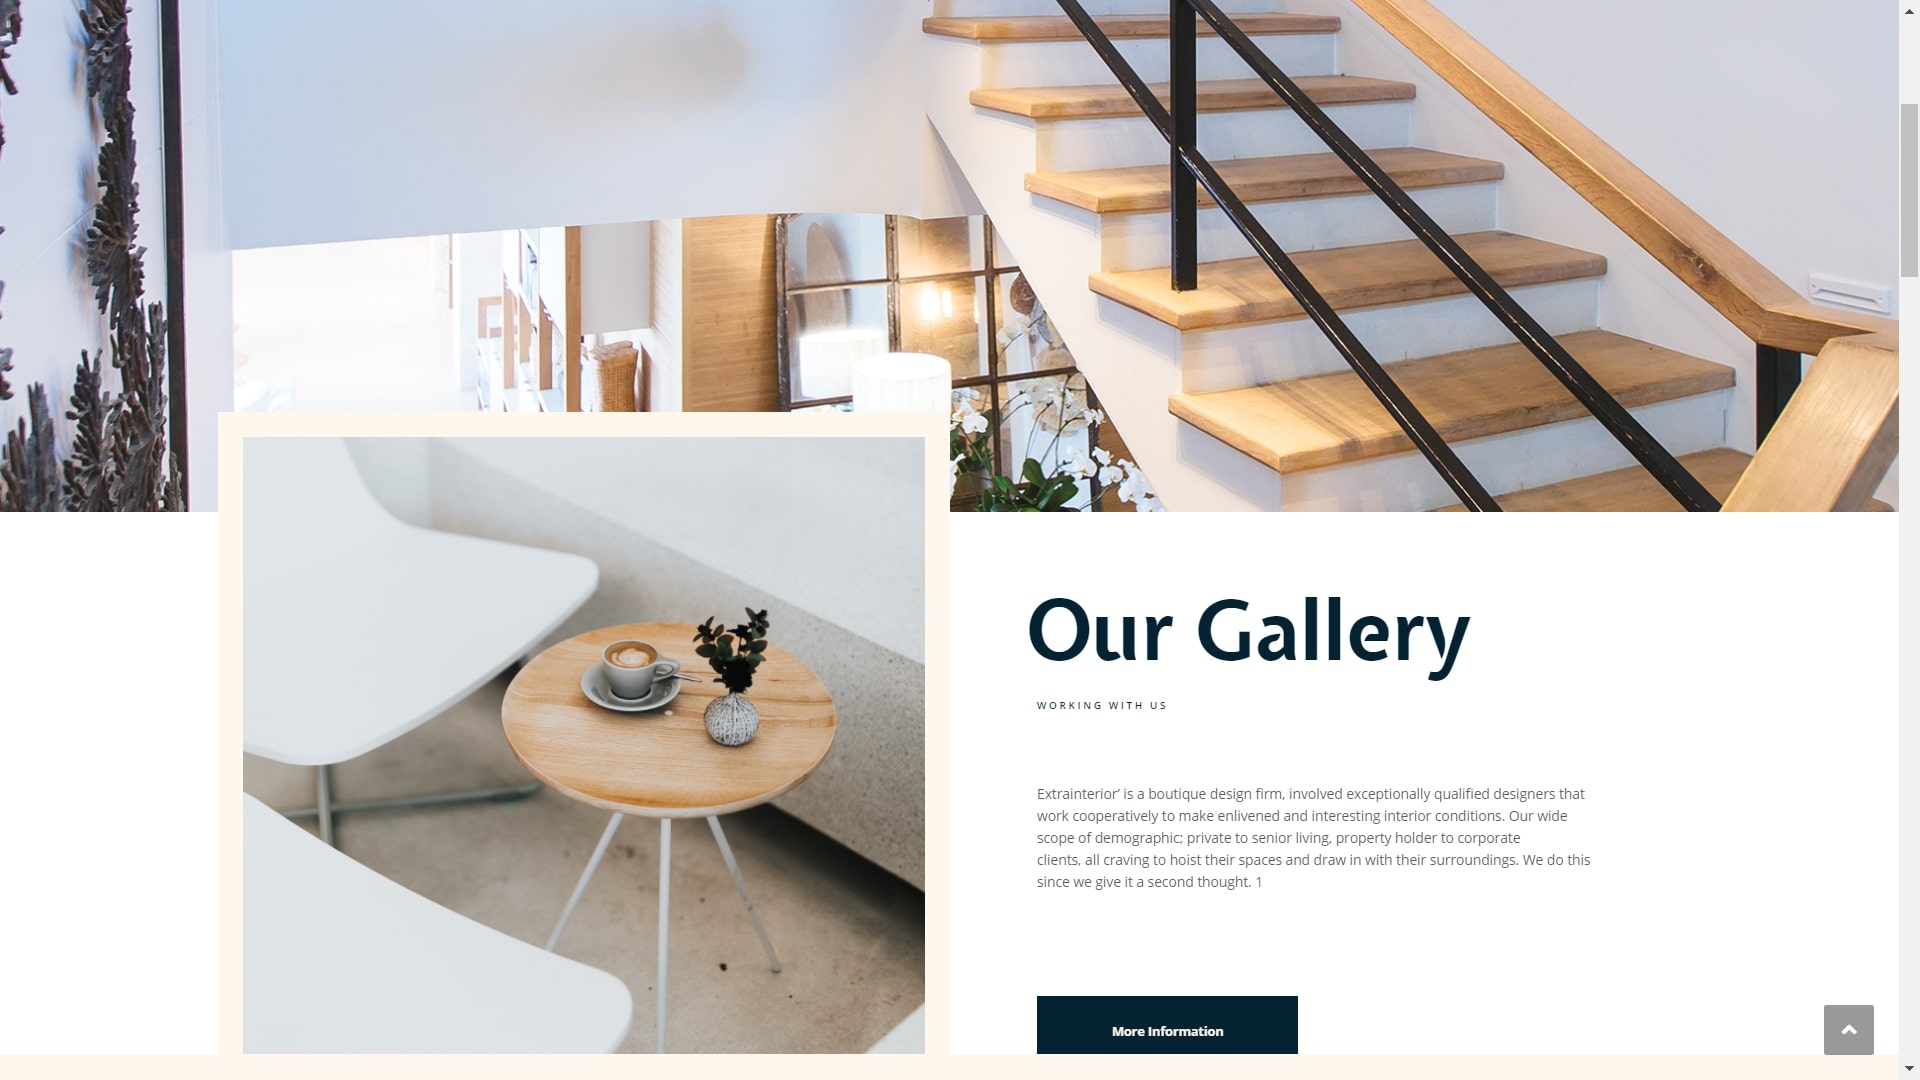 Our Gallery
WORKING WITH US
Extrainterior’ is a boutique design firm, involved exceptionally qualified designers that
work cooperatively to make enlivened and interesting interior conditions. Our wide
scope of demographic; private to senior living, property holder to corporate
clients, all craving to hoist their spaces and draw in with their surroundings. We do this
since we give it a second thought. 1
More Information